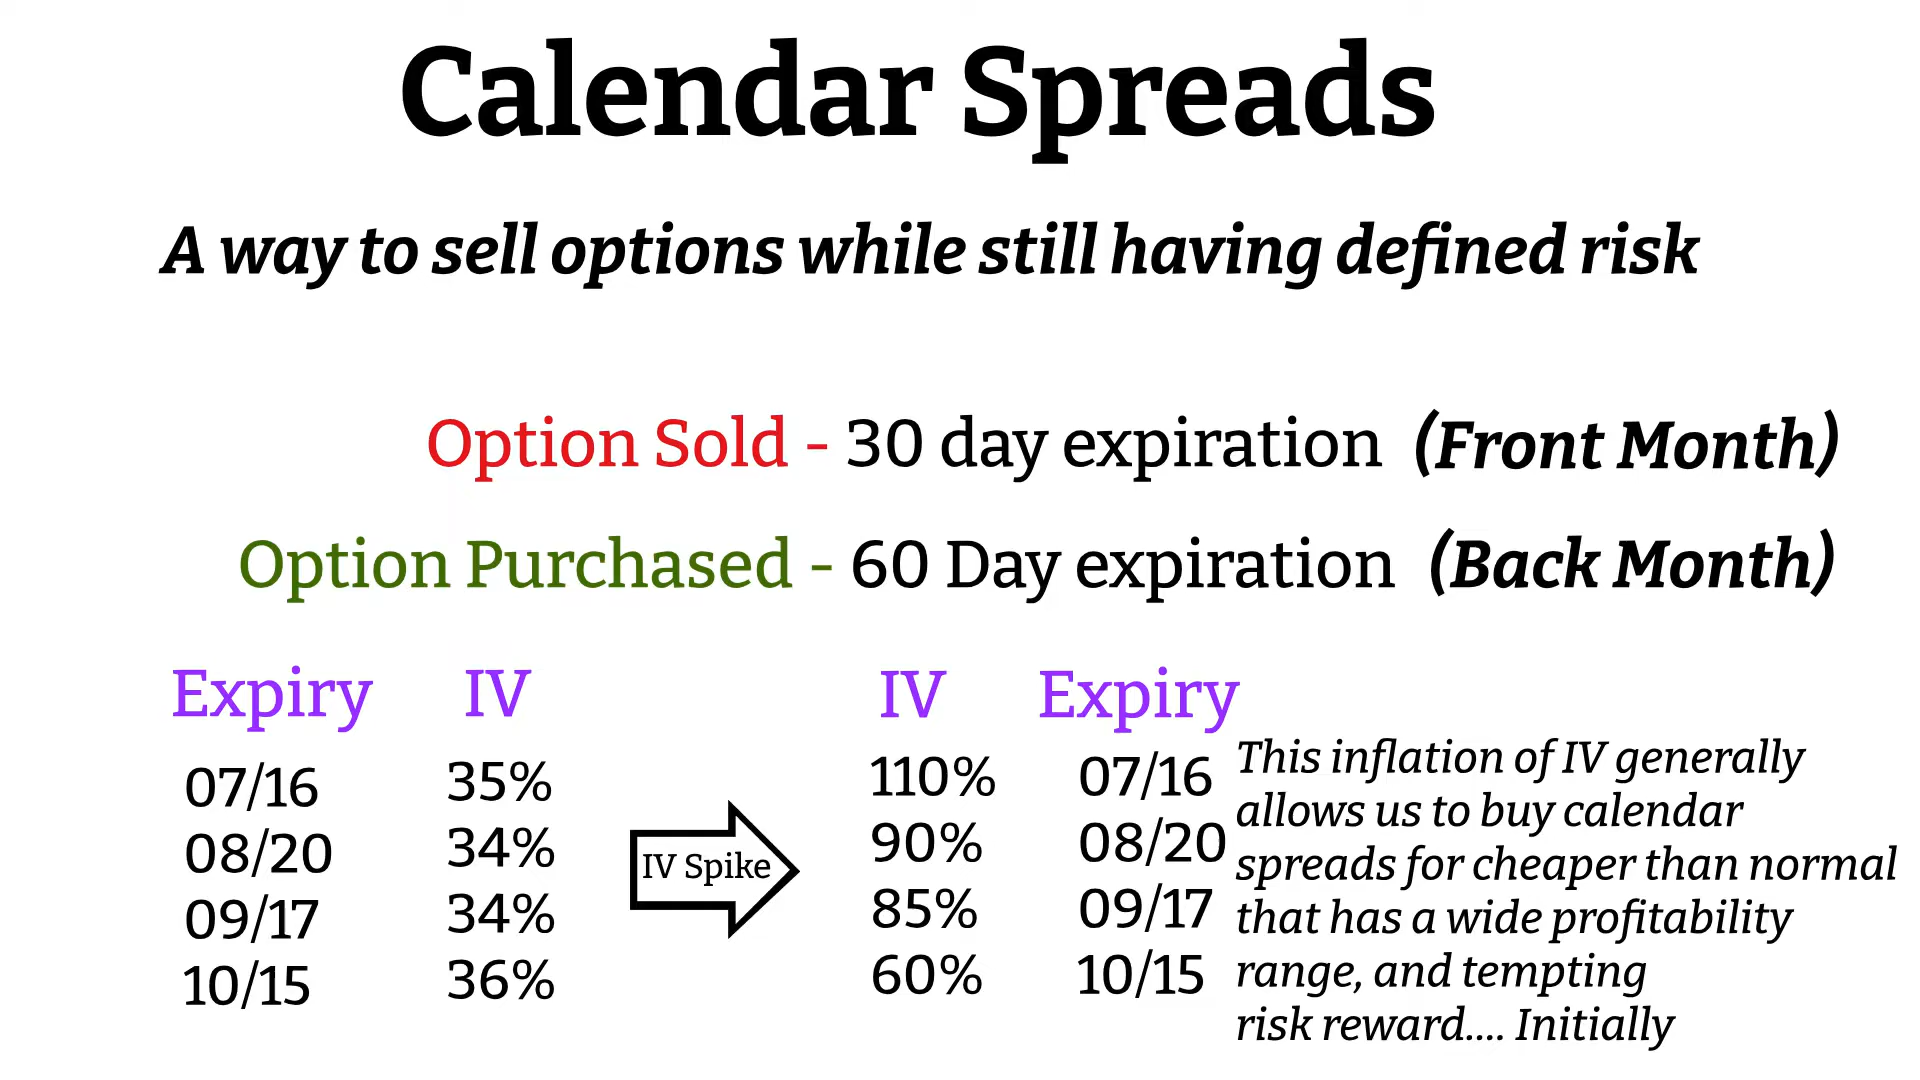 Calendar Spreads
A way to sell options while still having defined risk
Option Sold - 30 day expiration (Front Month)
Option Purchased - 60 Day expiration (Back Month)
Expiry IV
07/16 35%
08/20 34%
09/17 34%
10/15 36%
IV Spike
IV Expiry
110% 07/16
90% 08/20
85% 09/17
60% 10/15
This inflation of IV generally
allows us to buy calendar
spreads for cheaper than normal
that has a wide profitability
range, and tempting
risk reward.... Initially